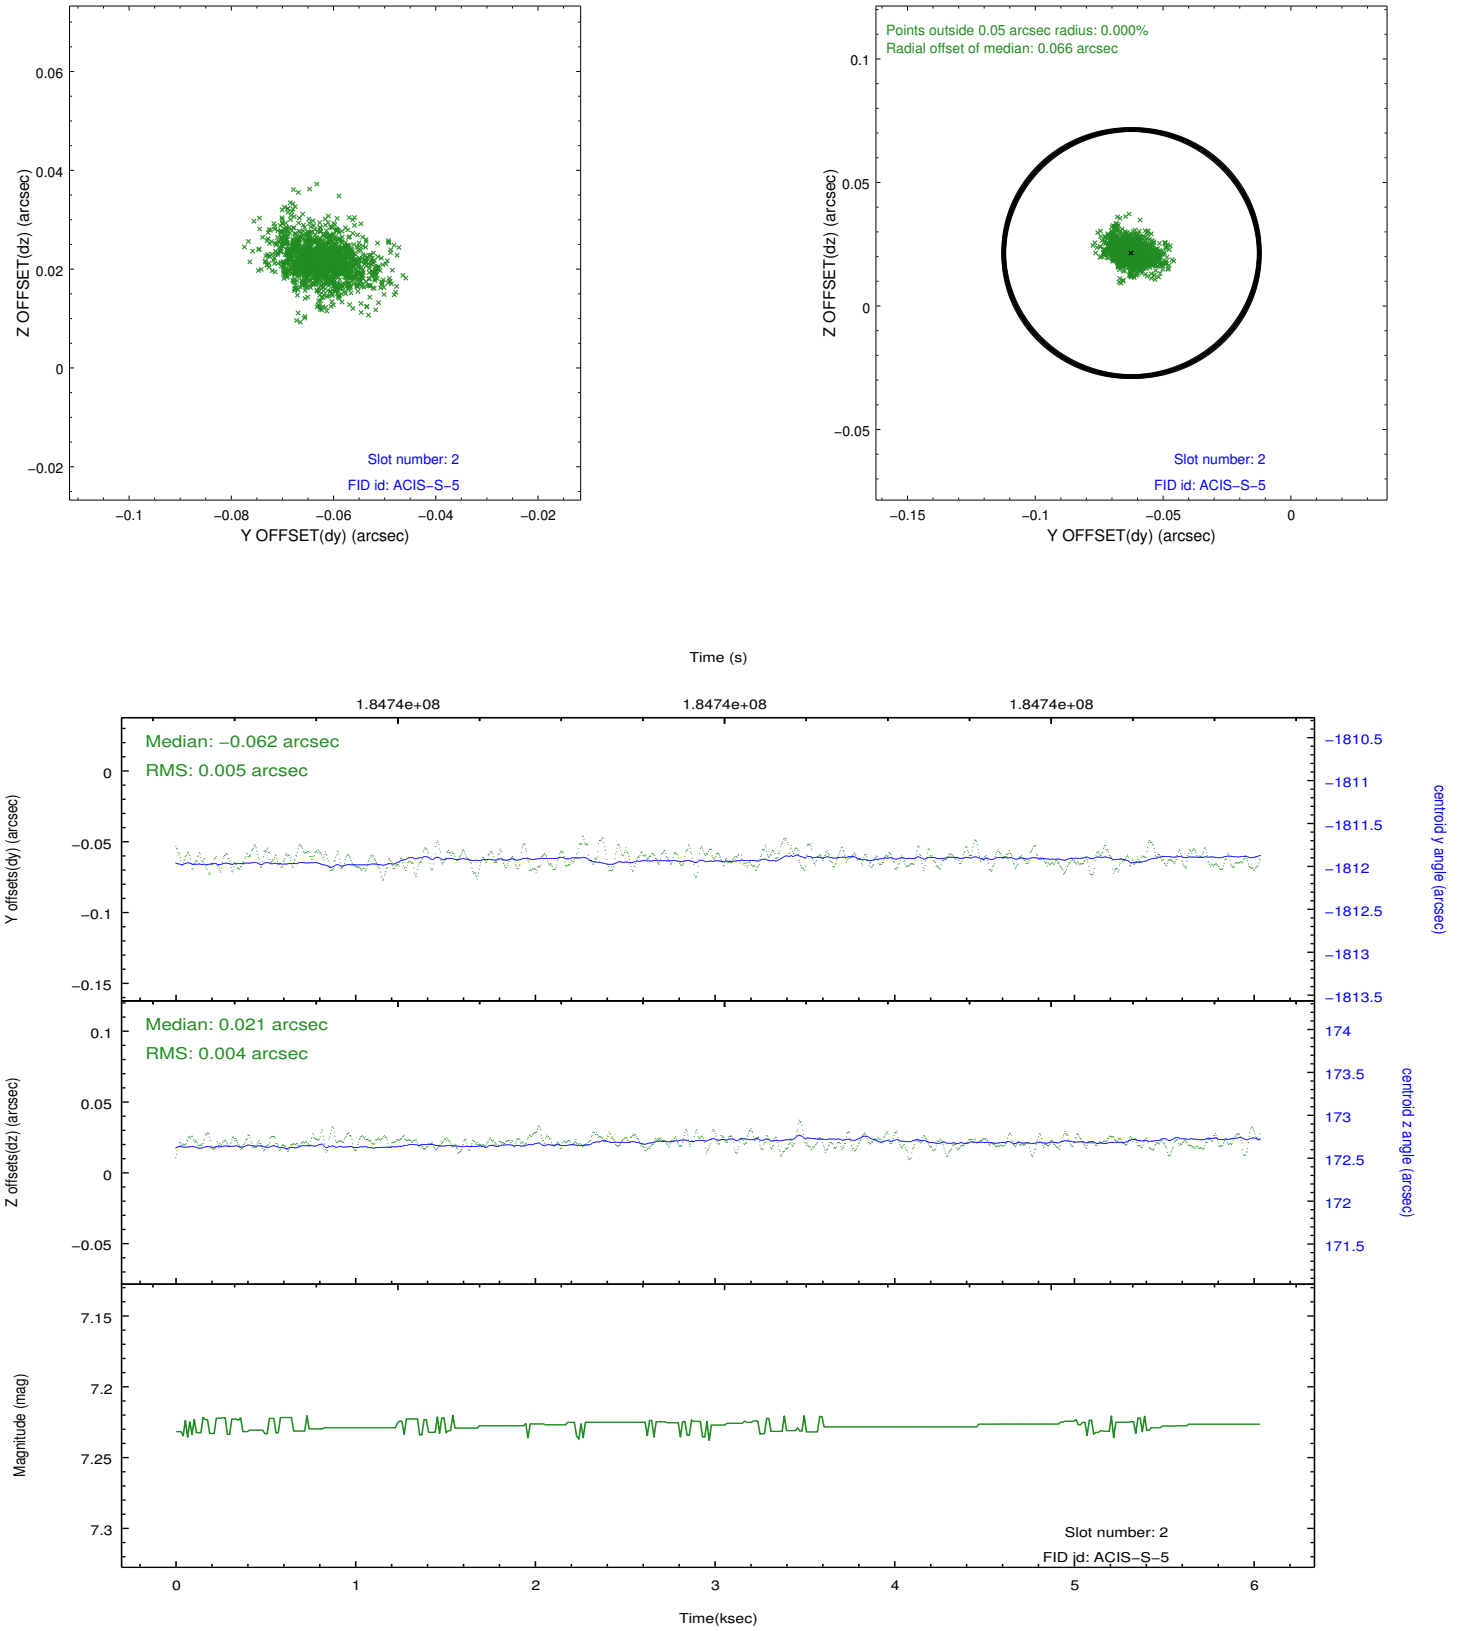 0.06
0.04
0.02
0
−0.02
Z OFFSET(dz) (arcsec)
Slot number: 2
FID id: ACIS−S−5
−0.1
−0.08
−0.06
−0.04
−0.02
Y OFFSET(dy) (arcsec)
Points outside 0.05 arcsec radius: 0.000%
Radial offset of median: 0.066 arcsec
0.1
0.05
0
−0.05
Z OFFSET(dz) (arcsec)
Slot number: 2
FID id: ACIS−S−5
−0.15
−0.1
−0.05
0
Y OFFSET(dy) (arcsec)
Time (s)
1.8474e+08
1.8474e+08
1.8474e+08
Median: −0.062 arcsec
RMS: 0.005 arcsec
0
−0.05
−0.1
−0.15
Y offsets(dy) (arcsec)
−1810.5
−1811
−1811.5
−1812
−1812.5
−1813
−1813.5
centroid y angle (arcsec)
Median: 0.021 arcsec
RMS: 0.004 arcsec
0.1
0.05
0
−0.05
Z offsets(dz) (arcsec)
174
173.5
173
172.5
172
171.5
centroid z angle (arcsec)
7.15
7.2
7.25
7.3
Magnitude (mag)
Slot number: 2
FID id: ACIS−S−5
0
1
2
3
4
5
6
Time(ksec)